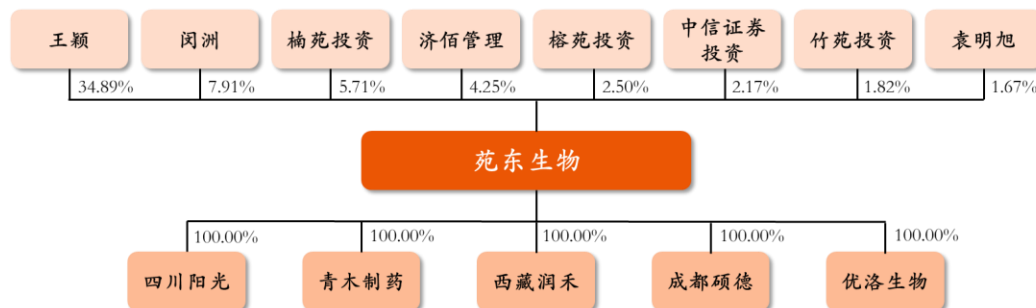 王颖
闵洲
楠苑投资
济佰管理
榕苑投资
中信证券
投资
竹苑投资
袁明旭
34.89%
7.91%
5.71%
4.25%
2.50%
2.17%
1.82%
1.67%
苑东生物
100.00%
100.00%
100.00%
100.00%
100.00%
四川阳光
青木制药
西藏润禾
成都硕德
优洛生物